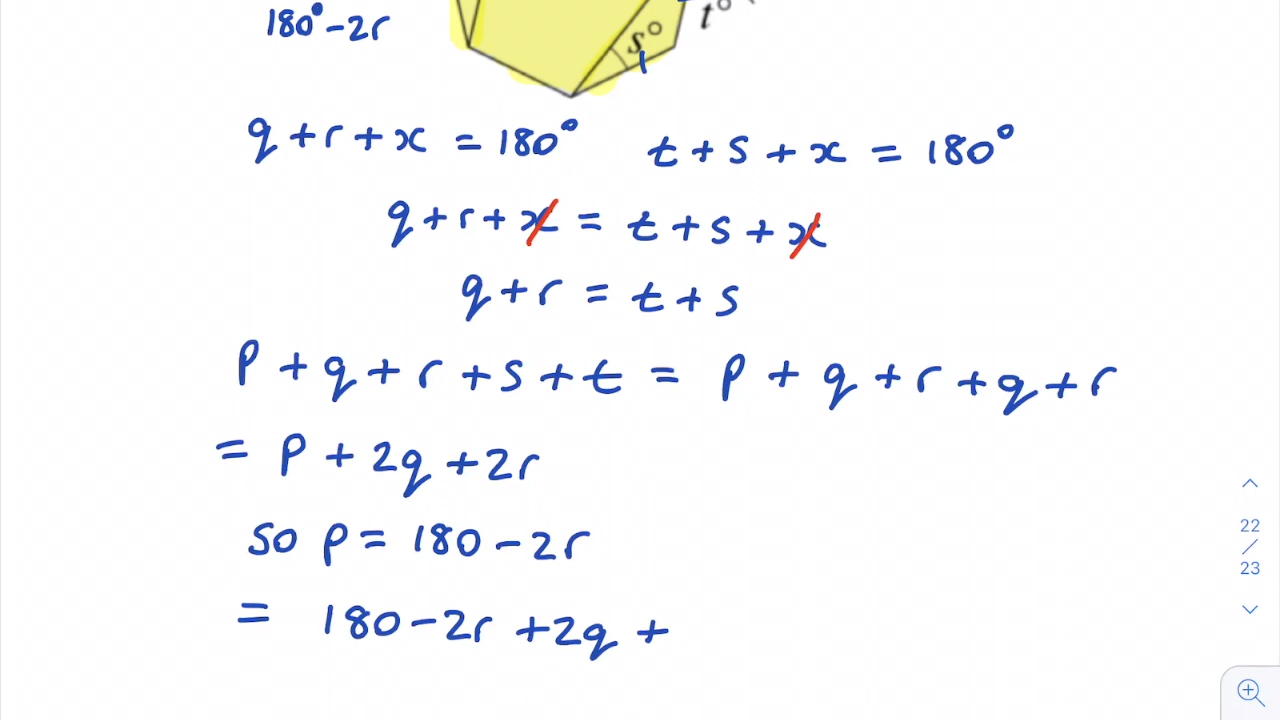 180° - 2r
s°
t°
q + r + x = 180°
t + s + x = 180°
q + r + x = t + s + x
q + r = t + s
p + q + r + s + t = p + q + r + q + r
= p + 2q + 2r
so p = 180 - 2r
= 180 - 2r + 2q +
22
/
23